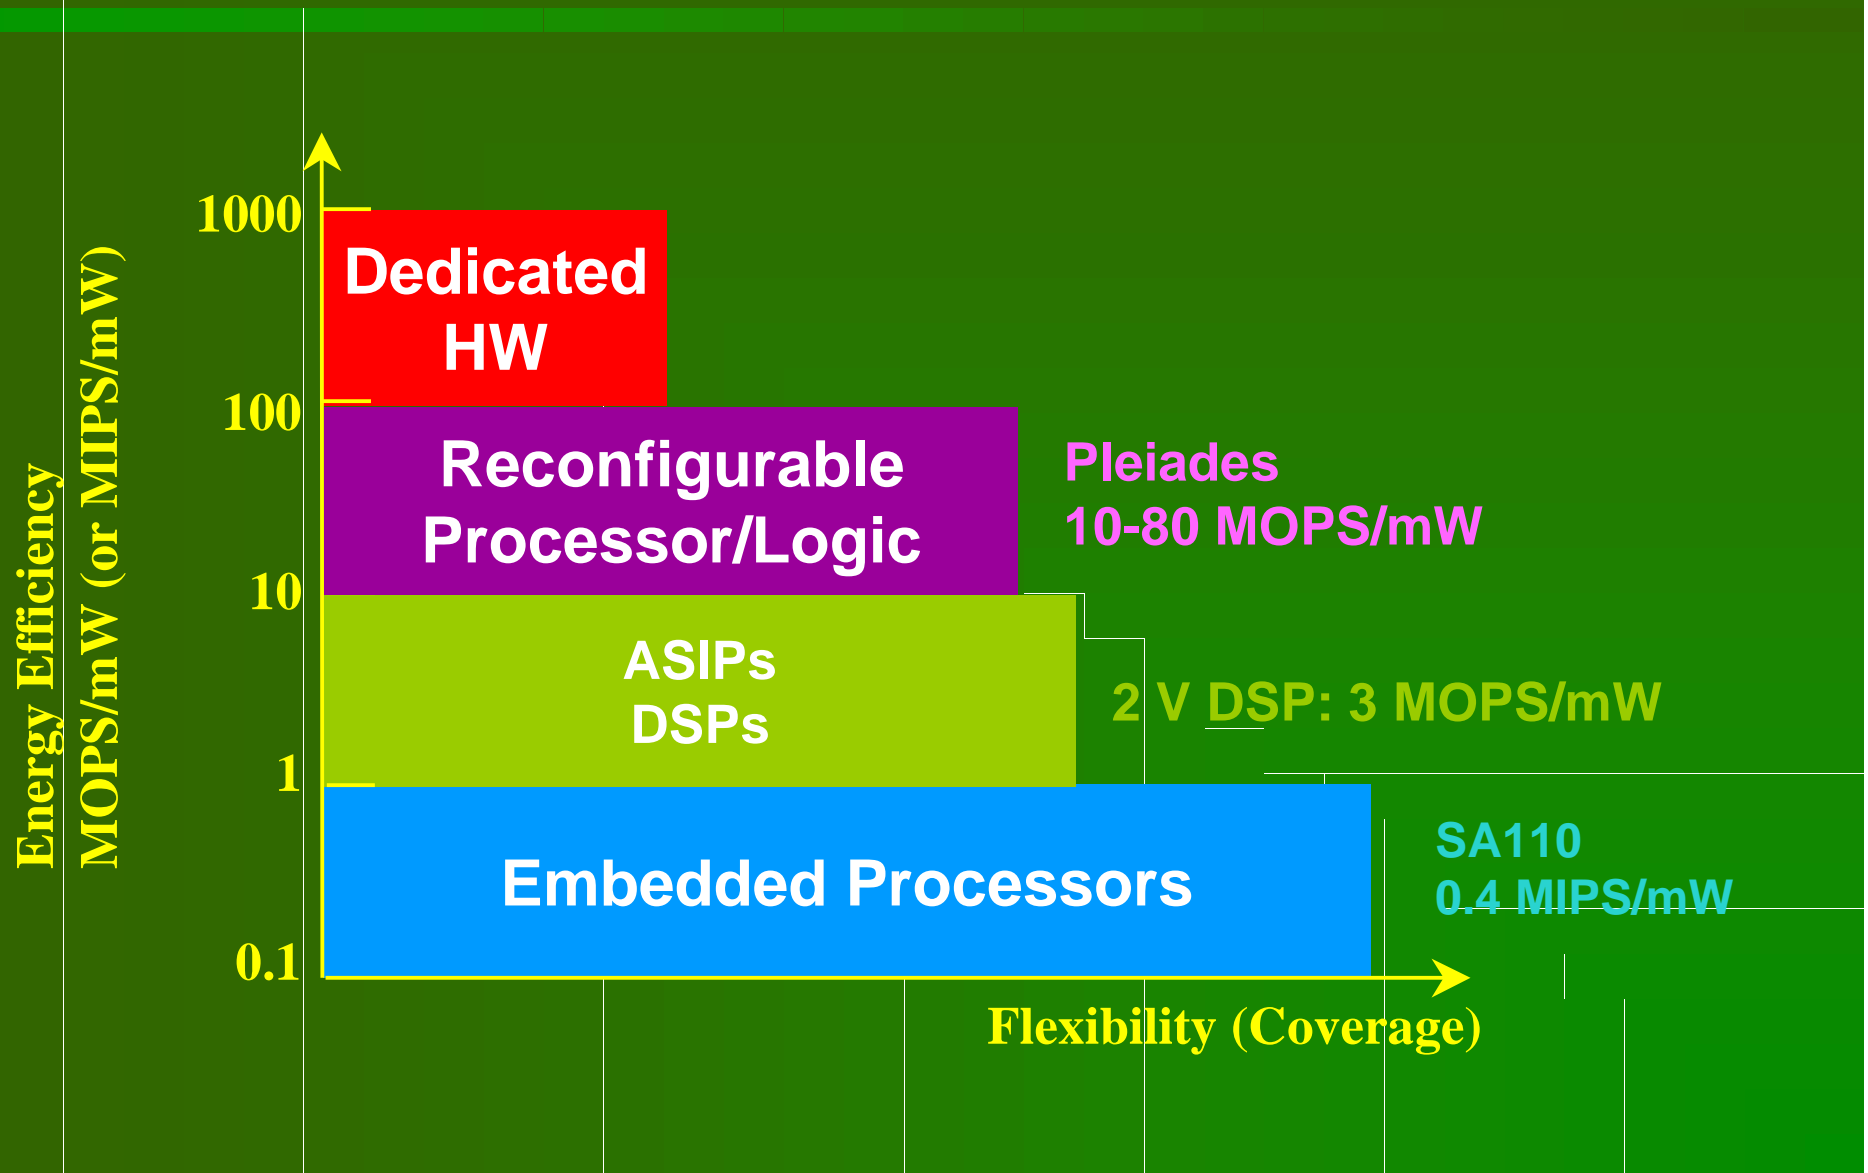 Energy Efficiency
MOPS/mW (or MIPS/mW)
1000
100
10
1
0.1
Dedicated
HW
Reconfigurable
Processor/Logic
Pleiades
10-80 MOPS/mW
ASIPs
DSPs
2 V DSP: 3 MOPS/mW
Embedded Processors
SA110
0.4 MIPS/mW
Flexibility (Coverage)